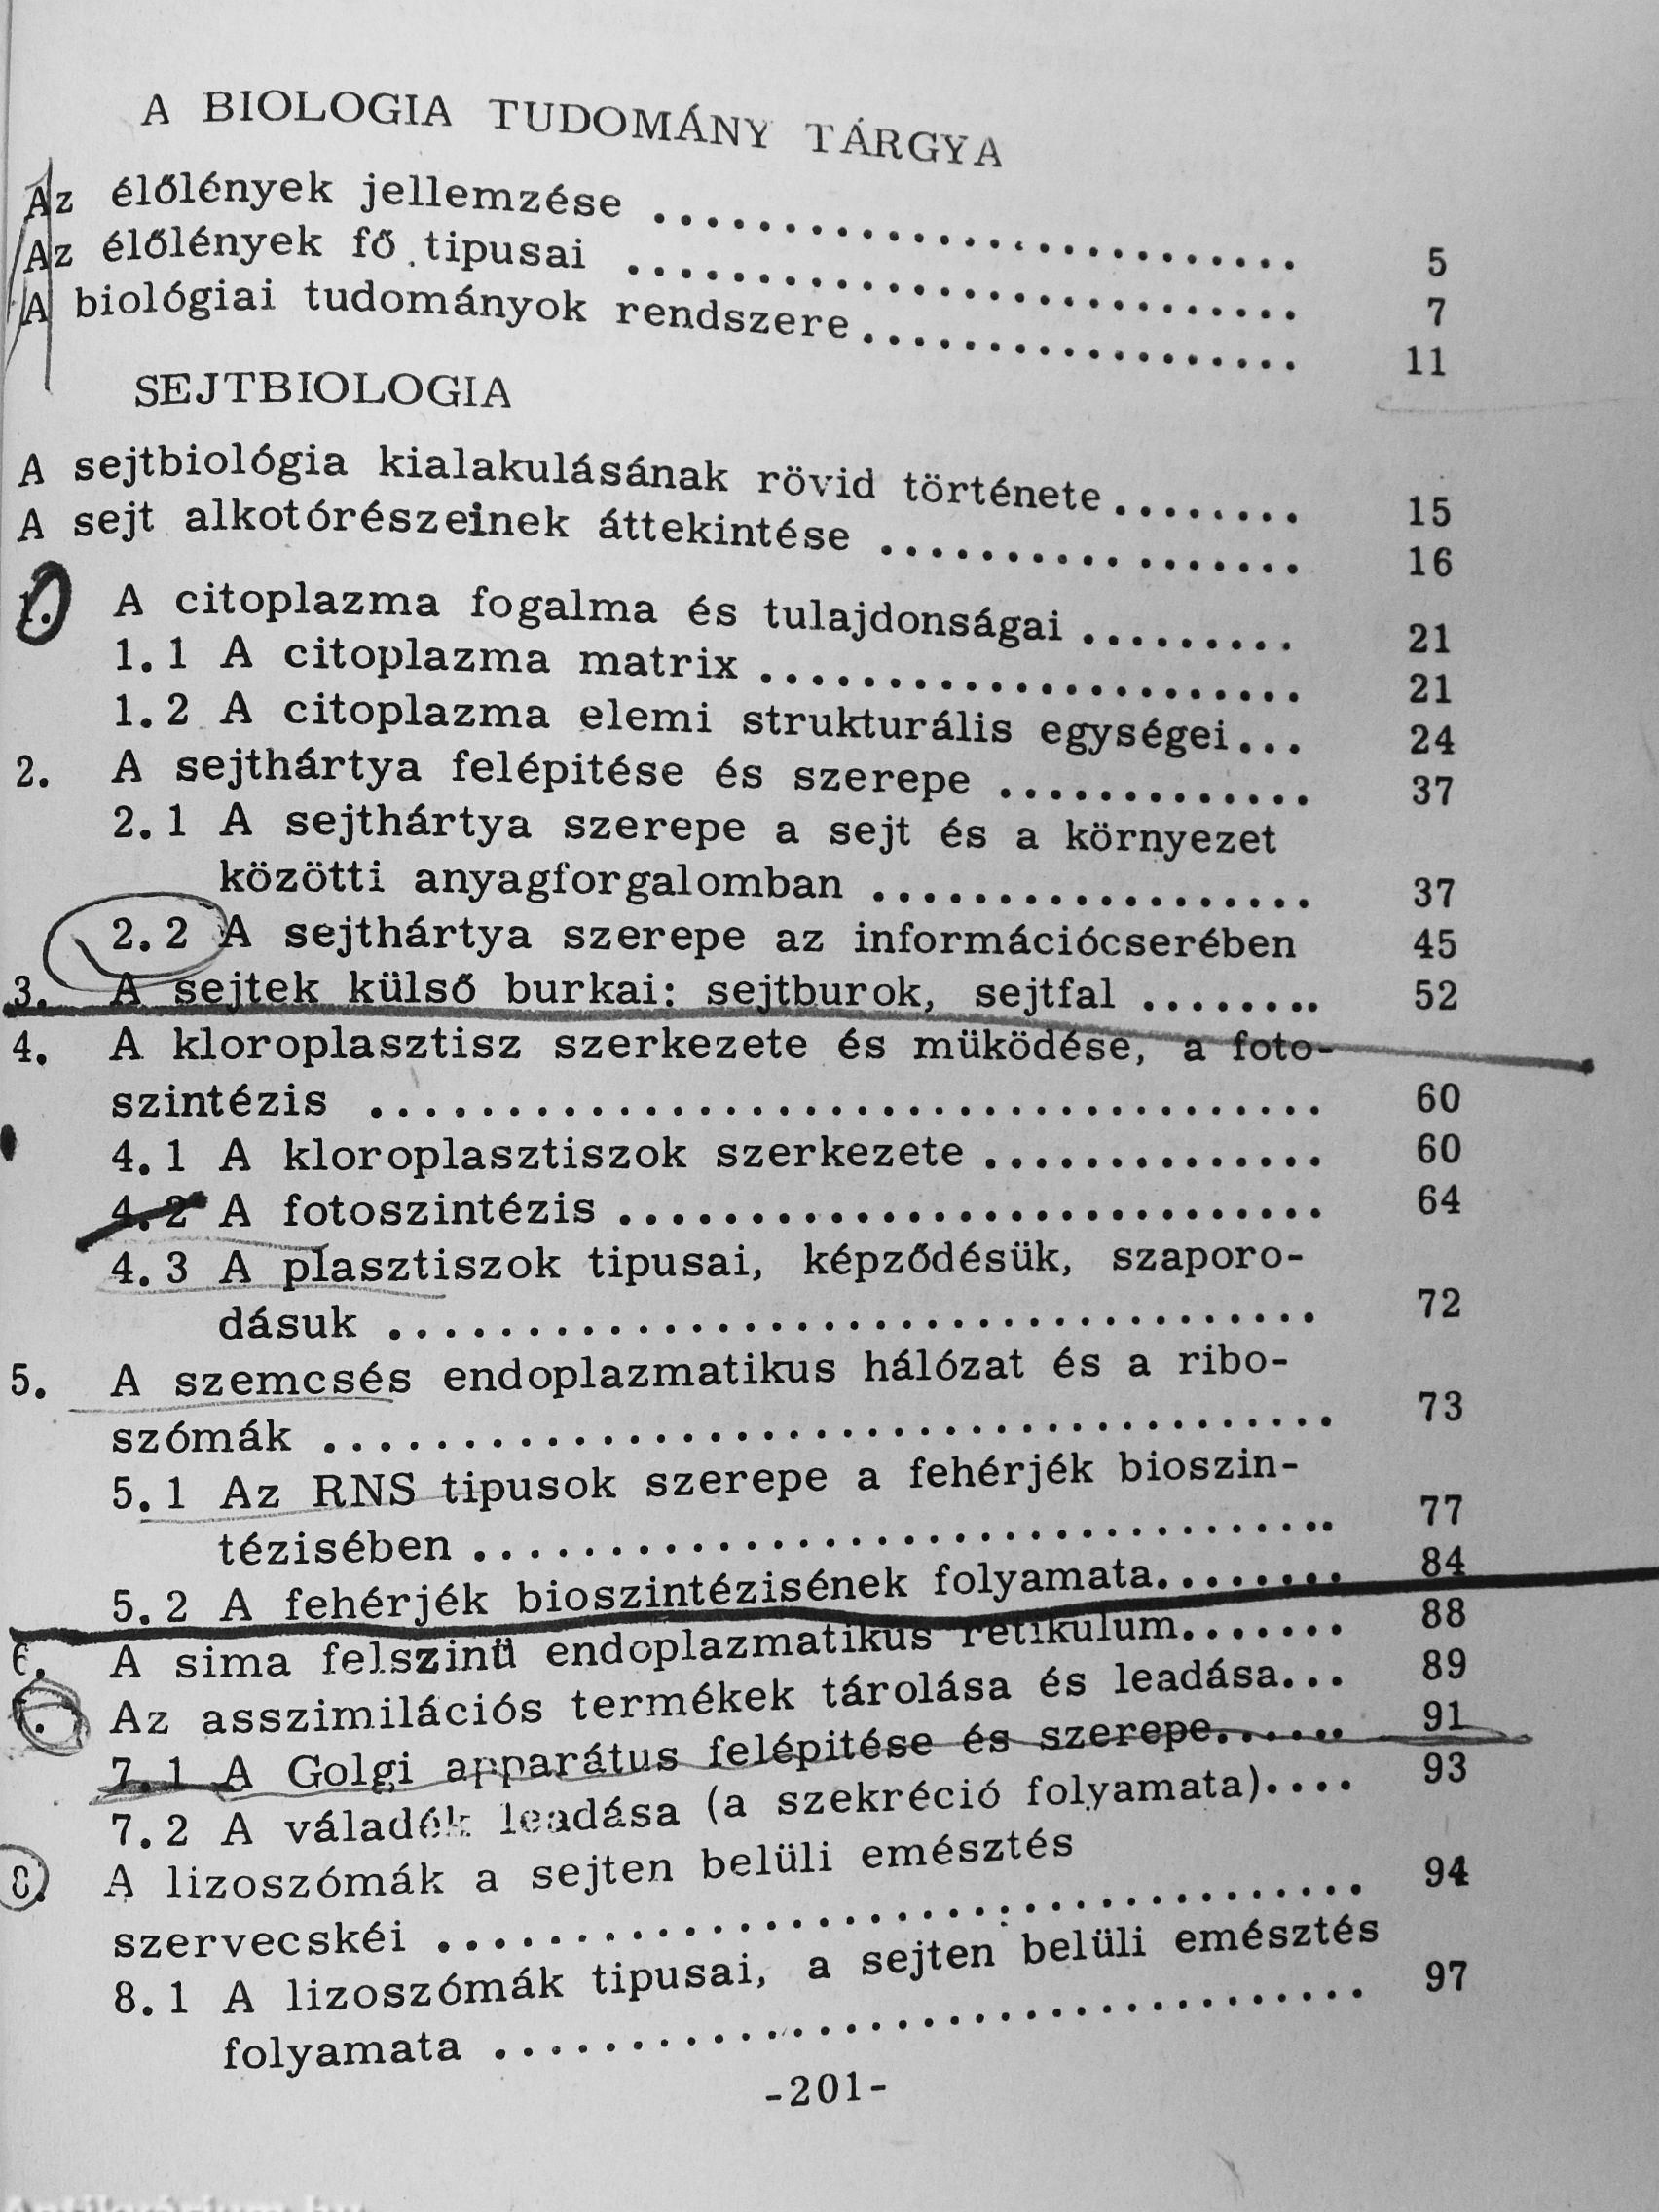 A BIOLOGIA TUDOMÁNY TÁRGYA
Az élőlények jellemzése ........................ 5
Az élőlények fő tipusai ........................ 7
A biológiai tudományok rendszere ................. 11
SEJTBIOLOGIA
A sejtbiológia kialakulásának rövid története ........ 15
A sejt alkotórészeinek áttekintése ................ 16
1. A citoplazma fogalma és tulajdonságai ......... 21
1.1 A citoplazma matrix ...................... 21
1.2 A citoplazma elemi strukturális egységei... 24
2. A sejthártya felépitése és szerepe ............. 37
2.1 A sejthártya szerepe a sejt és a környezet
közötti anyagforgalomban .................. 37
2.2 A sejthártya szerepe az információcserében 45
3. A sejtek külső burkai: sejtburok, sejtfal ........ 52
4. A kloroplasztisz szerkezete és müködése, a foto-
szintézis ................................... 60
4.1 A kloroplasztiszok szerkezete .............. 60
4.2 A fotoszintézis ........................... 64
4.3 A plasztiszok tipusai, képződésük, szaporo-
dásuk ................................... 72
5. A szemcsés endoplazmatikus hálózat és a ribo-
szómák ..................................... 73
5.1 Az RNS tipusok szerepe a fehérjék bioszin-
tézisében ................................ 77
5.2 A fehérjék bioszintézisének folyamata........ 84
6. A sima felszinü endoplazmatikus retikulum....... 88
7. Az asszimilációs termékek tárolása és leadása... 89
7.1 A Golgi apparátus felépitése és szerepe...... 91
7.2 A váladék leadása (a szekréció folyamata).... 93
8. A lizoszómák a sejten belüli emésztés
szervecskéi .................................. 94
8.1 A lizoszómák tipusai, a sejten belüli emésztés
folyamata ................................ 97
-201-
Antikvárium.hu